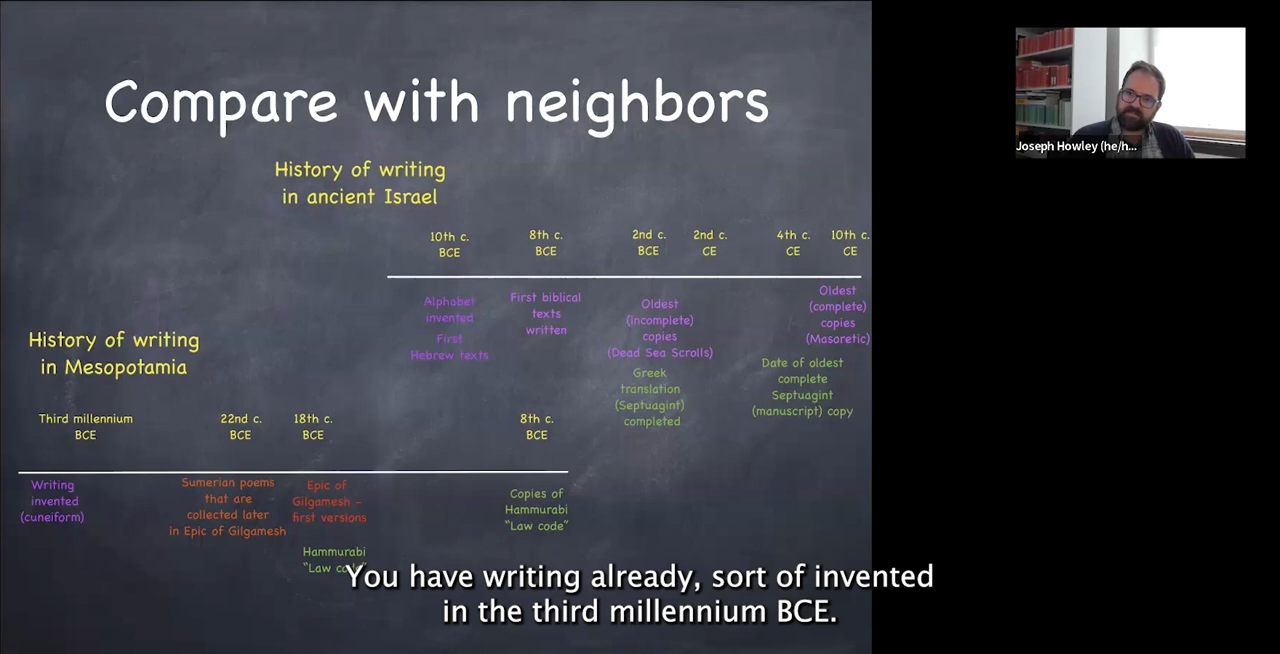 Compare with neighbors
History of writing
in ancient Israel
10th c.
BCE
8th c.
BCE
2nd c.
BCE
2nd c.
CE
4th c.
CE
10th c.
CE
Alphabet
invented
First
Hebrew texts
First biblical
texts
written
Oldest
(incomplete)
copies
(Dead Sea Scrolls)
Greek
translation
(Septuagint)
completed
Oldest
(complete)
copies
(Masoretic)
Date of oldest
complete
Septuagint
(manuscript) copy
History of writing
in Mesopotamia
Third millennium
BCE
22nd c.
BCE
18th c.
BCE
8th c.
BCE
Writing
invented
(cuneiform)
Sumerian poems
that are
collected later
in Epic of Gilgamesh
Epic of
Gilgamesh -
first versions
Hammurabi
"Law code"
Copies of
Hammurabi
"Law code"
You have writing already, sort of invented
in the third millennium BCE.
Joseph Howley (he/h...